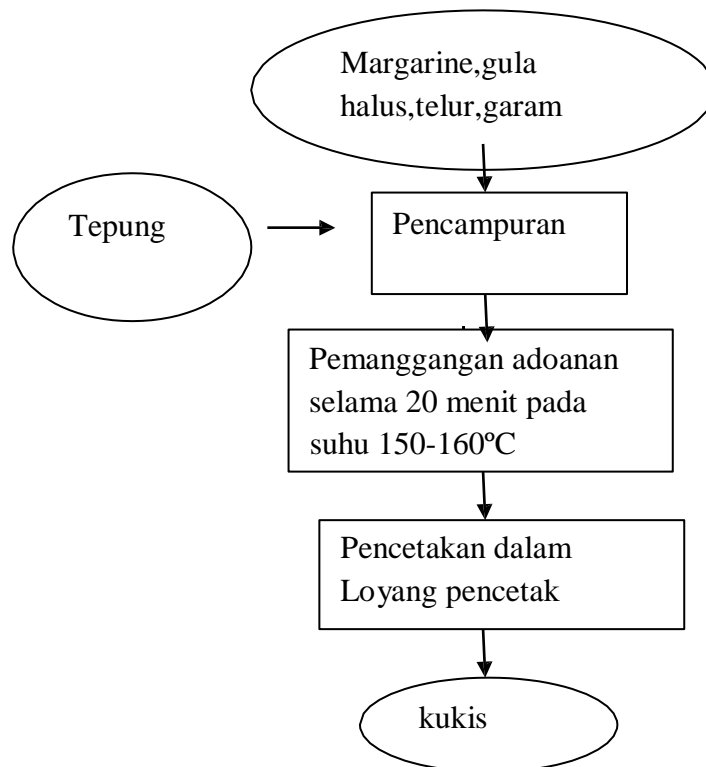 Margarine,gula
halus,telur,garam
Tepung
Pencampuran
Pemanggangan adoanan
selama 20 menit pada
suhu 150-160ºC
Pencetakan dalam
Loyang pencetak
kukis